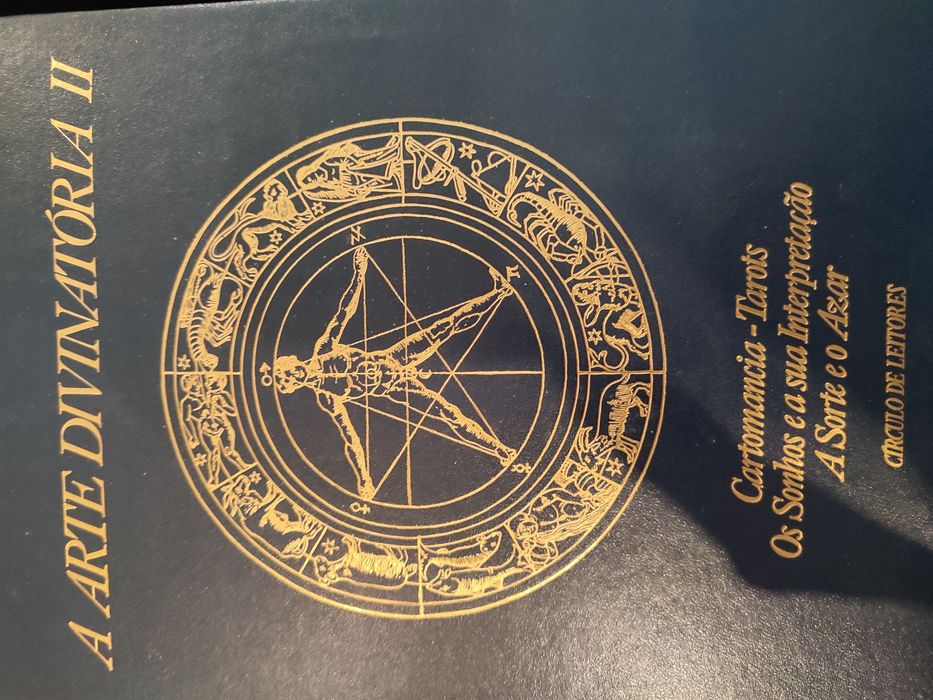 A ARTE DIVINATÓRIA II
Cartomancia - Tarots
Os Sonhos e a sua Interpretação
A Sorte e o Azar
CÍRCULO DE LEITORES